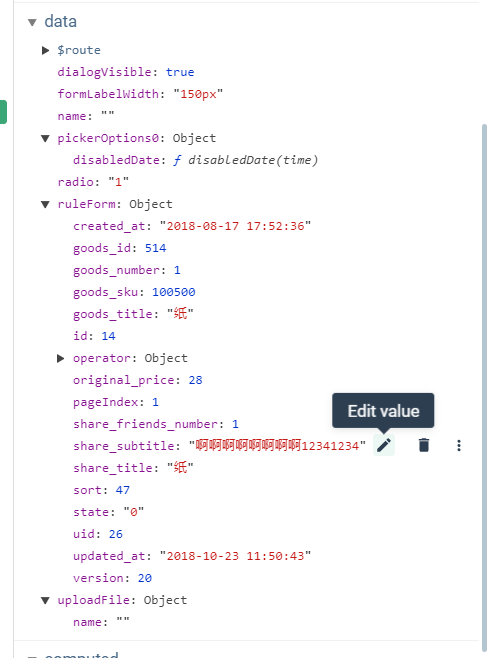 data
$route
dialogVisible: true
formLabelWidth: "150px"
name: ""
pickerOptions0: Object
disabledDate: ƒ disabledDate(time)
radio: "1"
ruleForm: Object
created_at: "2018-08-17 17:52:36"
goods_id: 514
goods_number: 1
goods_sku: 100500
goods_title: "纸"
id: 14
operator: Object
original_price: 28
pageIndex: 1
Edit value
share_friends_number: 1
share_subtitle: "啊啊啊啊啊啊啊啊12341234"
share_title: "纸"
sort: 47
state: "0"
uid: 26
updated_at: "2018-10-23 11:50:43"
version: 20
uploadFile: Object
name: ""
computed